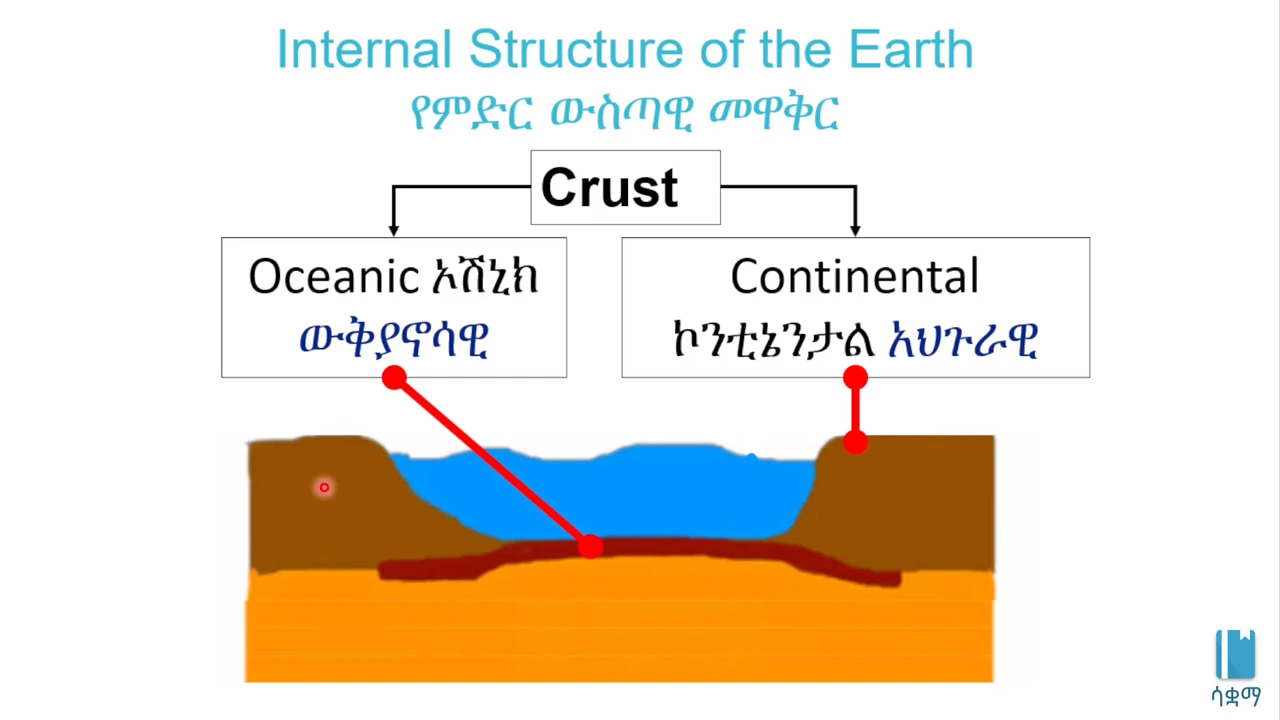 Internal Structure of the Earth
የምድር ውስጣዊ መዋቅር
Crust
Oceanic ኦሽኒክ
ውቅያኖሳዊ
Continental
ኮንቲኔንታል አህጉራዊ
ሳቋማ